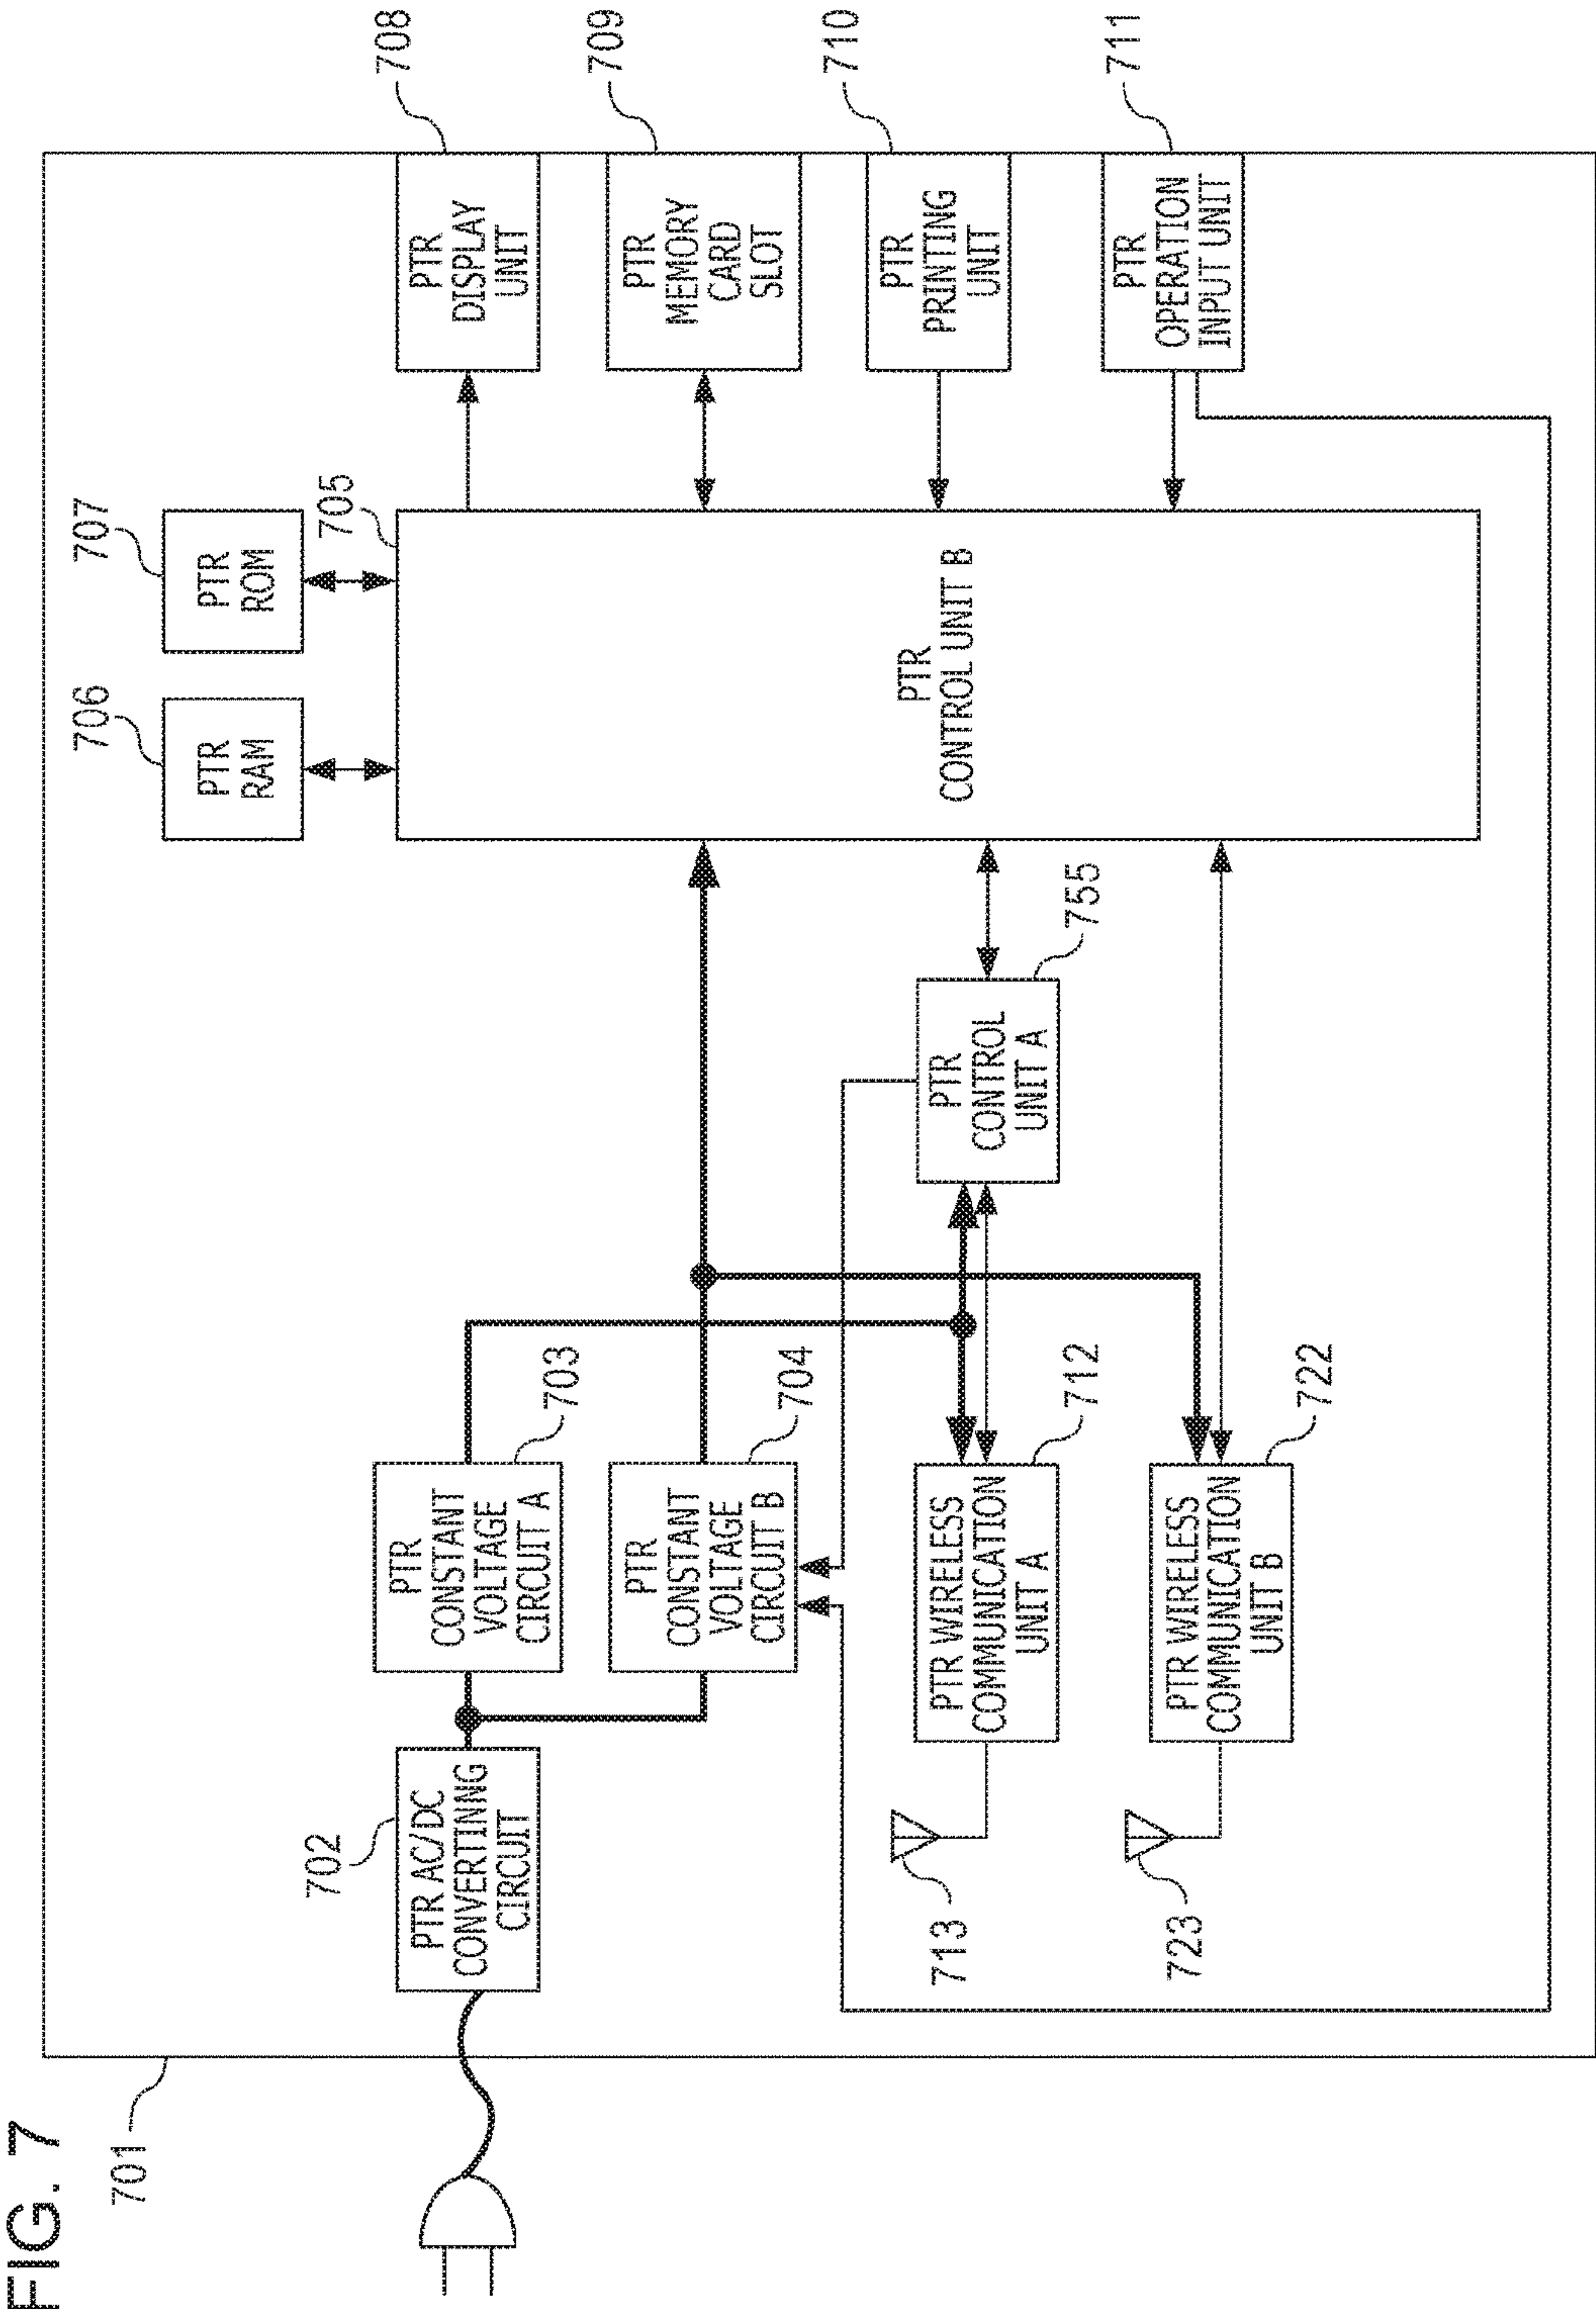 FIG. 7
701
702
PTR AC/DC
CONVERTING
CIRCUIT
PTR
CONSTANT
VOLTAGE
CIRCUIT A
703
PTR
CONSTANT
VOLTAGE
CIRCUIT B
704
706
PTR
RAM
707
PTR
ROM
705
PTR
CONTROL UNIT B
PTR
DISPLAY
UNIT
708
PTR
MEMORY
CARD
SLOT
709
PTR
PRINTING
UNIT
710
PTR
OPERATION
INPUT UNIT
711
PTR
CONTROL
UNIT A
755
713
PTR WIRELESS
COMMUNICATION
UNIT A
712
723
PTR WIRELESS
COMMUNICATION
UNIT B
722